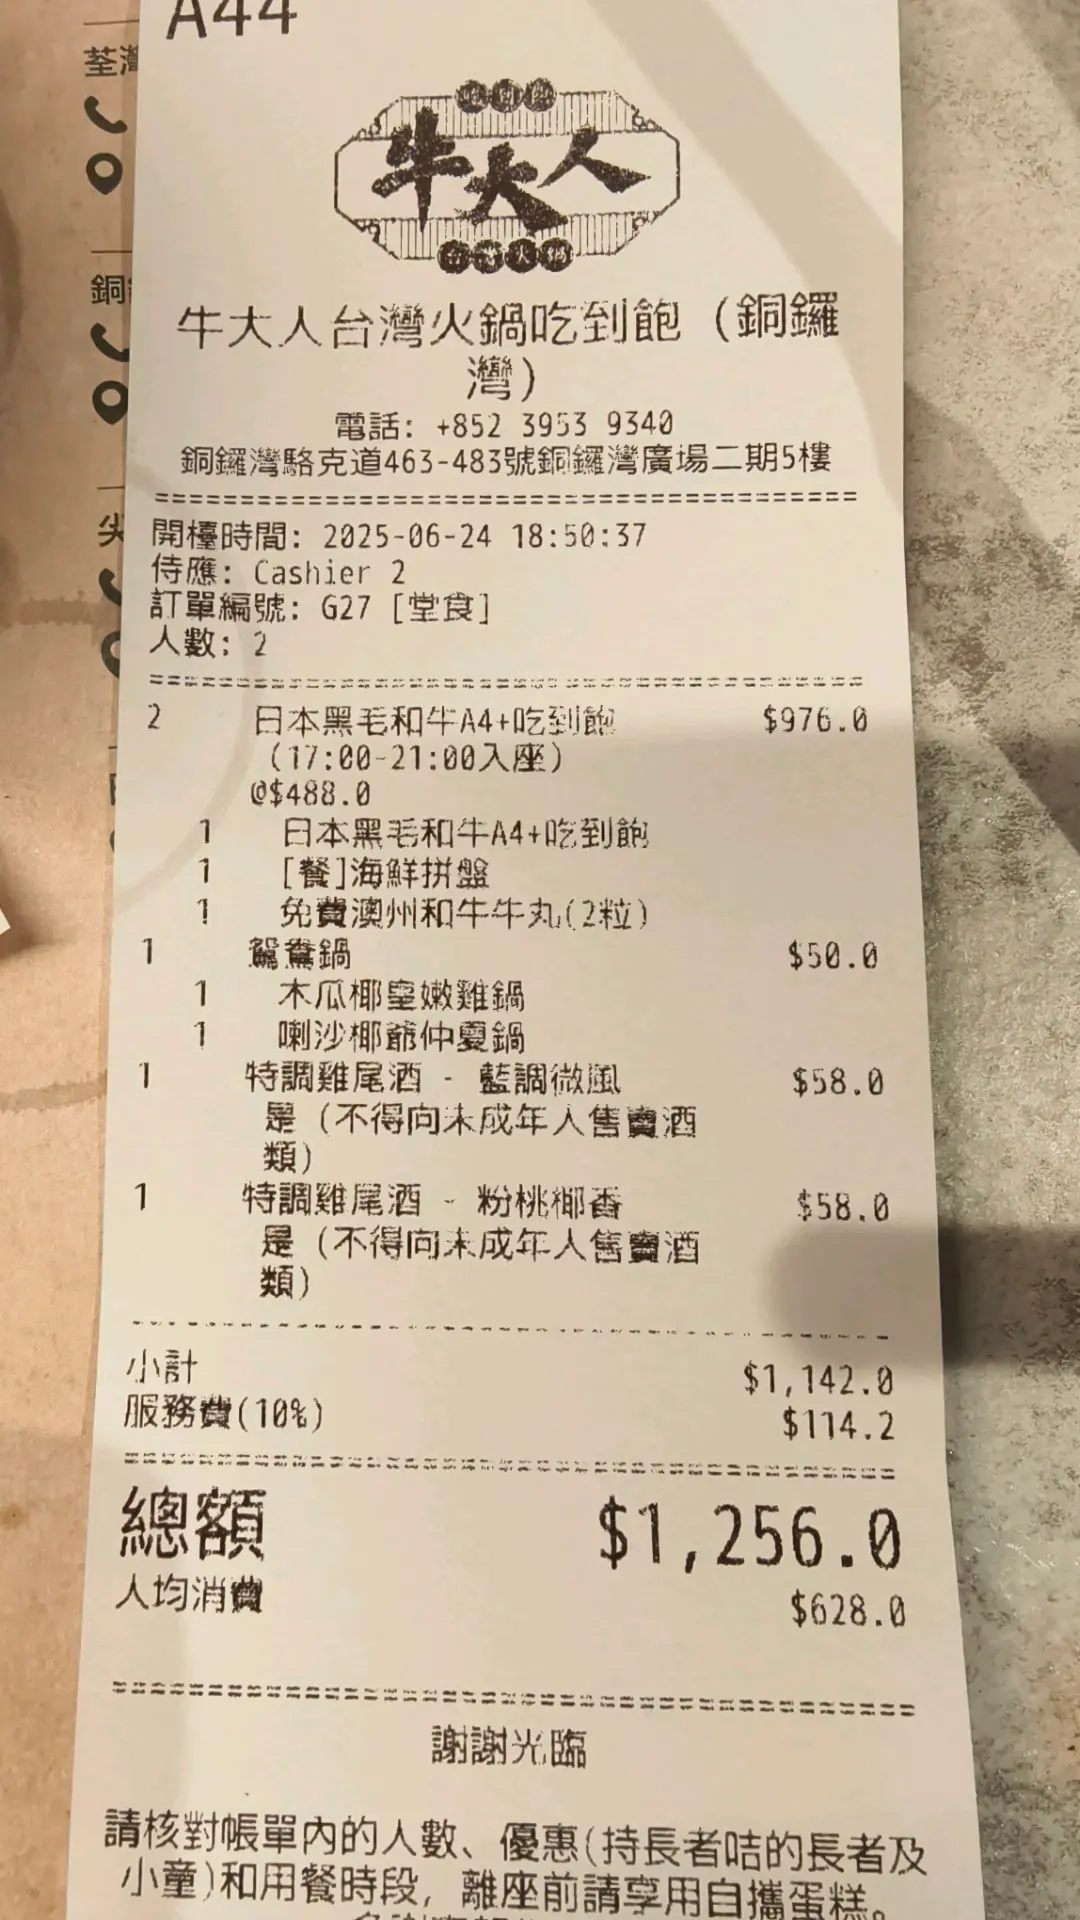 A44
牛大人
台灣火鍋
牛大人台灣火鍋吃到飽 (銅鑼
灣)
電話: +852 3953 9340
銅鑼灣駱克道463-483號銅鑼灣廣場二期5樓
開檯時間: 2025-06-24 18:50:37
侍應: Cashier 2
訂單編號: G27 [堂食]
人數: 2
2 日本黑毛和牛A4+吃到飽 $976.0
(17:00-21:00入座)
@$488.0
1 日本黑毛和牛A4+吃到飽
1 [餐]海鮮拼盤
1 免費澳州和牛牛丸(2粒)
1 鴛鴦鍋 $50.0
1 木瓜椰皇嫩雞鍋
1 喇沙椰爺仲夏鍋
1 特調雞尾酒 - 藍調微風 $58.0
是 (不得向未成年人售賣酒
類)
1 特調雞尾酒 - 粉桃椰香 $58.0
是 (不得向未成年人售賣酒
類)
小計 $1,142.0
服務費(10%) $114.2
總額 $1,256.0
人均消費 $628.0
謝謝光臨
請核對帳單內的人數、優惠(持長者咭的長者及
小童)和用餐時段, 離座前請享用自攜蛋糕。
荃灣
銅
尖